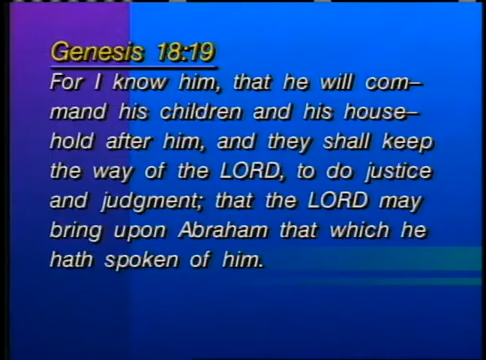 Genesis 18:19
For I know him, that he will com–
mand his children and his house–
hold after him, and they shall keep
the way of the LORD, to do justice
and judgment; that the LORD may
bring upon Abraham that which he
hath spoken of him.